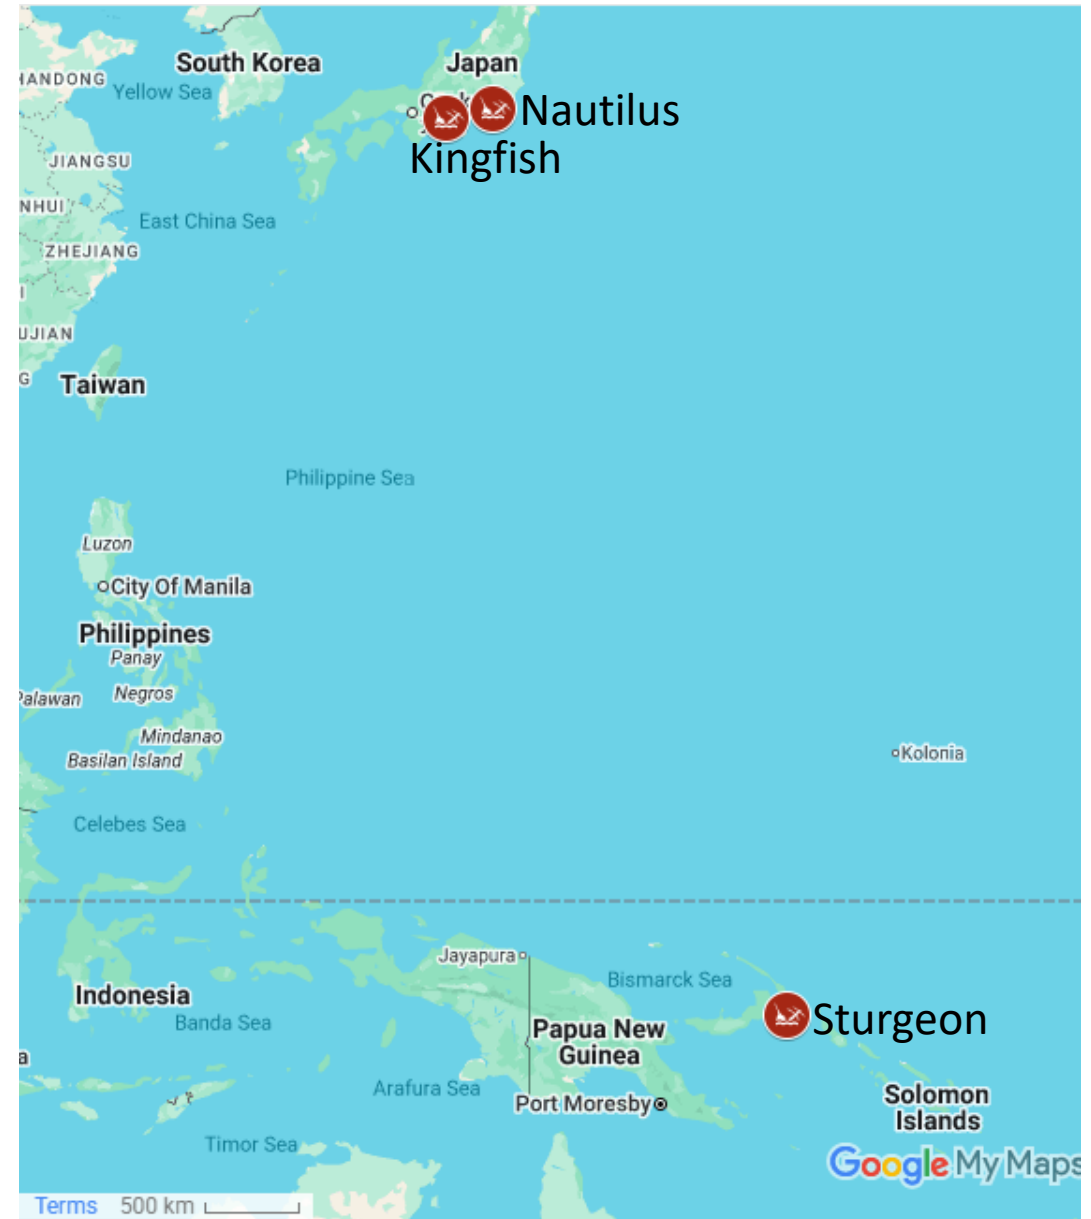 South Korea
Japan
HANDONG
Yellow Sea
Nautilus
Kingfish
JIANGSU
NHUI
East China Sea
ZHEJIANG
UJIAN
G
Taiwan
Philippine Sea
Luzon
City Of Manila
Philippines
Panay
Palawan
Negros
Mindanao
Basilan Island
Kolonia
Celebes Sea
Jayapura
Bismarck Sea
Indonesia
Banda Sea
Sturgeon
Papua New
Guinea
a
Arafura Sea
Port Moresby
Solomon
Islands
Timor Sea
Google My Maps
Terms 500 km